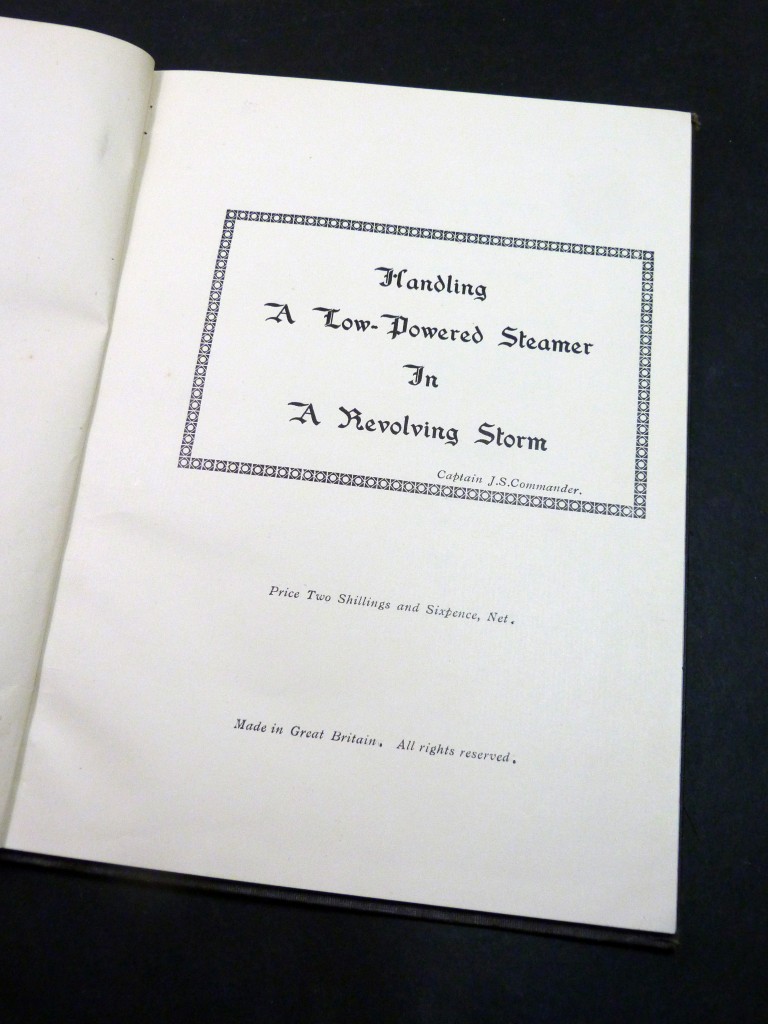 Handling
A Low-Powered Steamer
In
A Revolving Storm
Captain J.S.Commander.
Price Two Shillings and Sixpence, Net.
Made in Great Britain. All rights reserved.